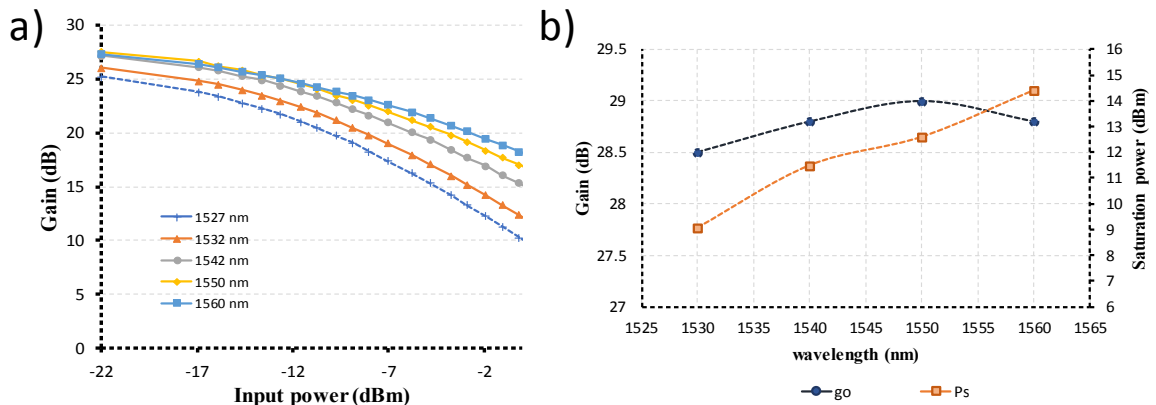 a)
30
25
20
15
10
5
0
Gain (dB)
1527 nm
1532 nm
1542 nm
1550 nm
1560 nm
-22 -17 -12 -7 -2
Input power (dBm)
b)
29.5
29
28.5
28
27.5
27
Gain (dB)
16
15
14
13
12
11
10
9
8
7
6
Saturation power (dBm)
1525 1530 1535 1540 1545 1550 1555 1560 1565
wavelength (nm)
go Ps